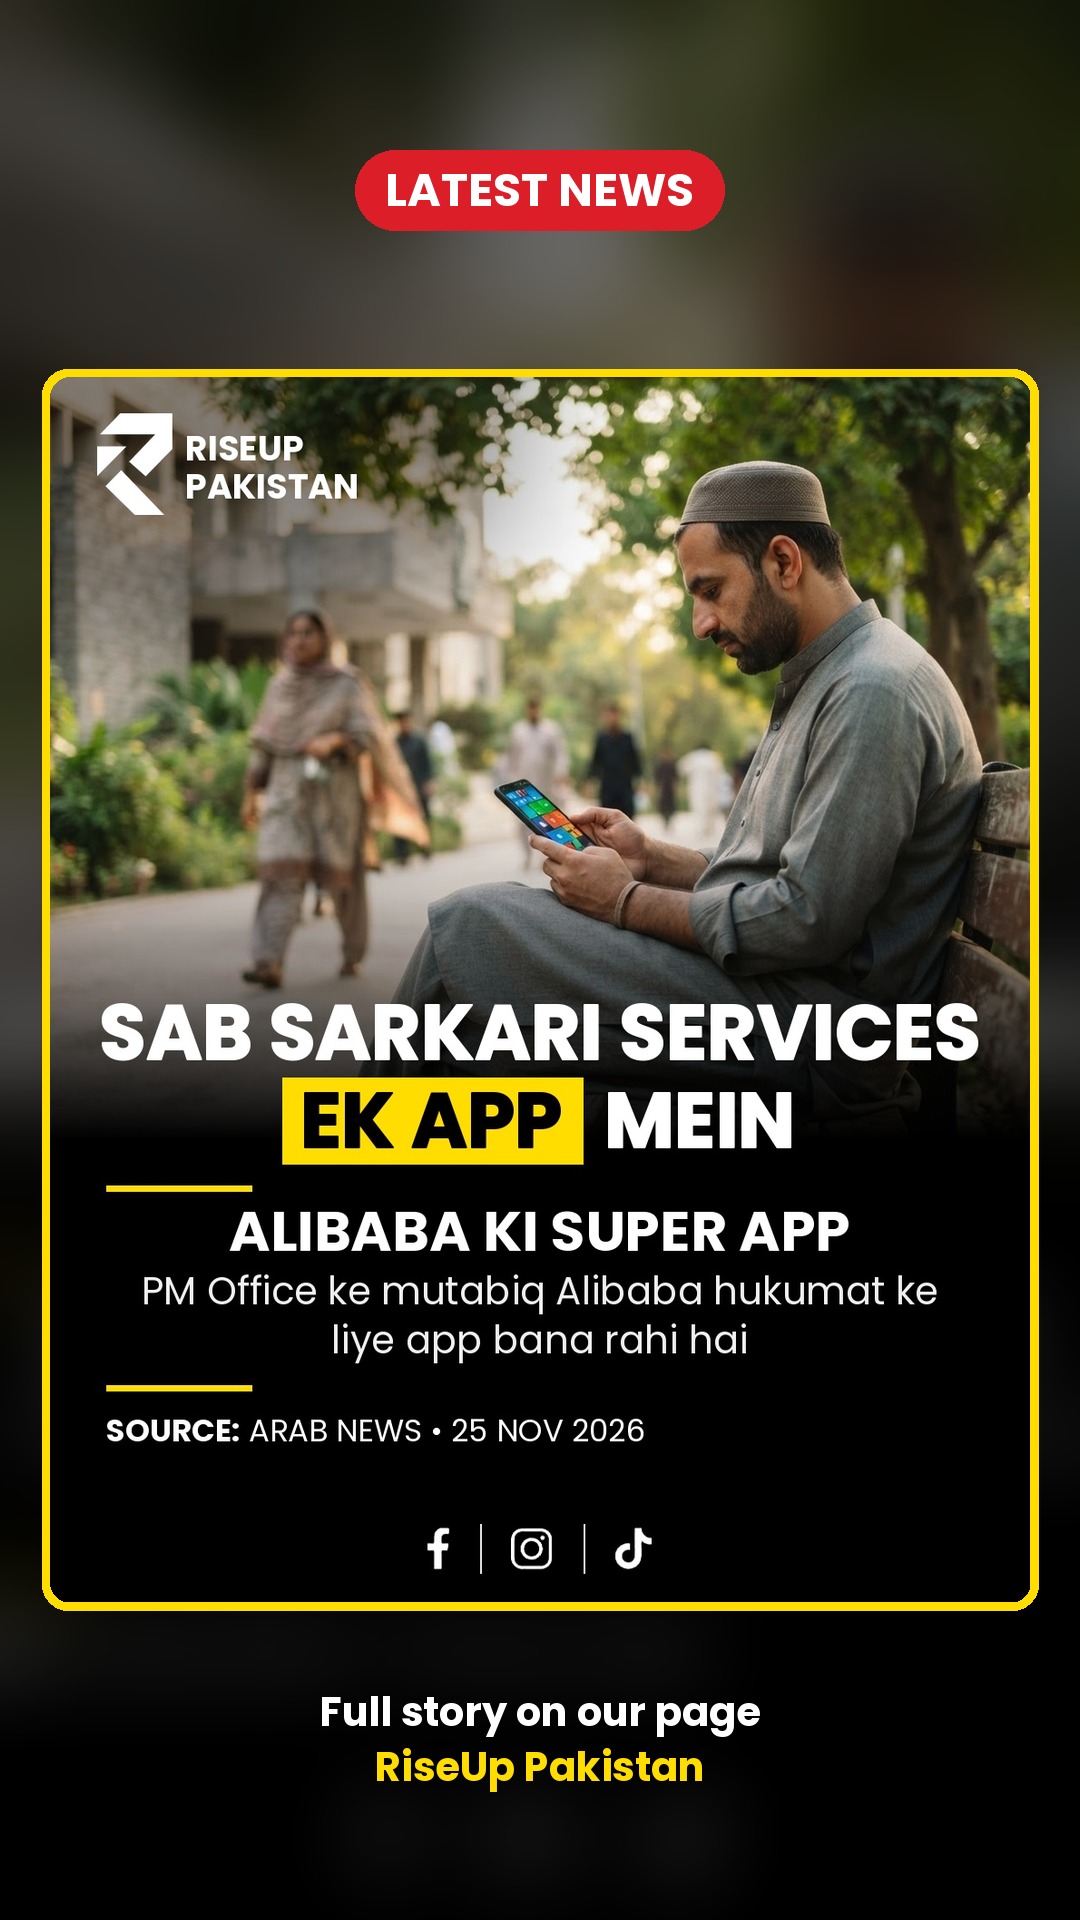 LATEST NEWS
RISEUP
PAKISTAN
SAB SARKARI SERVICES
EK APP MEIN
ALIBABA KI SUPER APP
PM Office ke mutabiq Alibaba hukumat ke
liye app bana rahi hai
SOURCE: ARAB NEWS • 25 NOV 2026
Full story on our page
RiseUp Pakistan